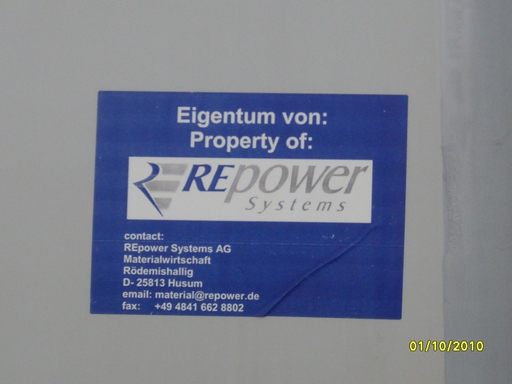 Eigentum von:
Property of:
REpower
Systems
contact:
REpower Systems AG
Materialwirtschaft
Rödemishallig
D- 25813 Husum
email: material@repower.de
fax: +49 4841 662 8802
01/10/2010